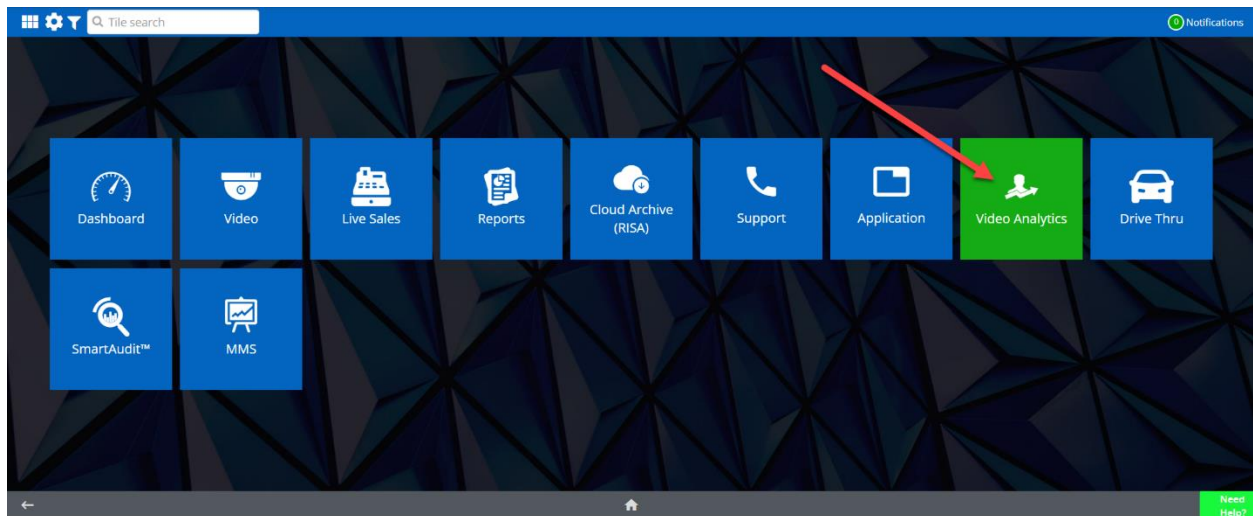 Tile search
0 Notifications
Dashboard
Video
Live Sales
Reports
Cloud Archive
(RISA)
Support
Application
Video Analytics
Drive Thru
SmartAudit™
MMS
Need
Help?